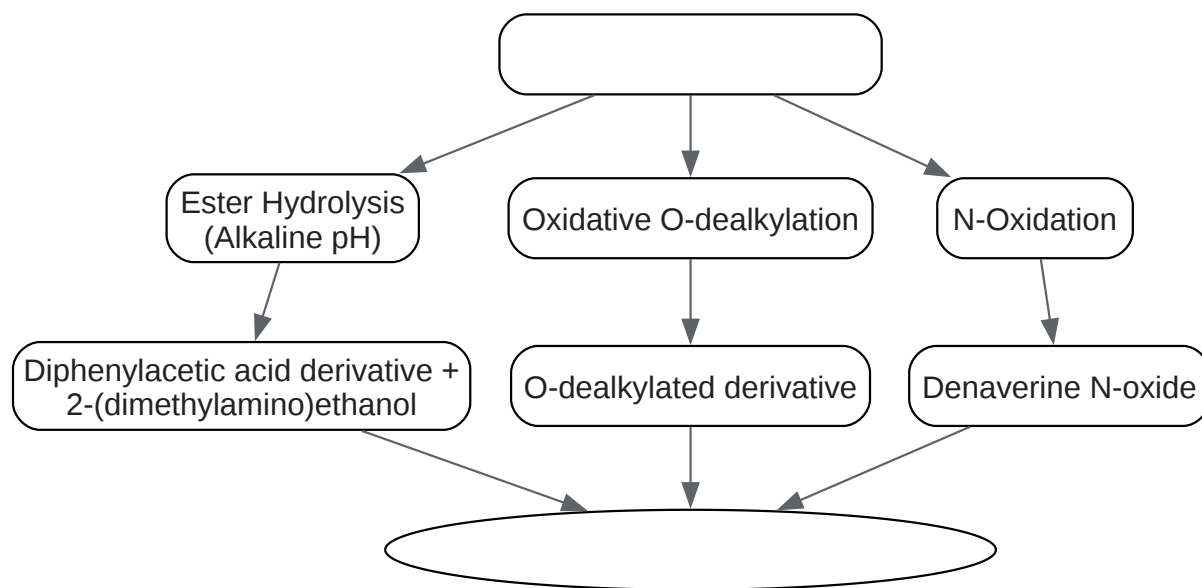 Ester Hydrolysis
(Alkaline pH)
Oxidative O-dealkylation
N-Oxidation
Diphenylacetic acid derivative +
2-(dimethylamino)ethanol
O-dealkylated derivative
Denaverine N-oxide